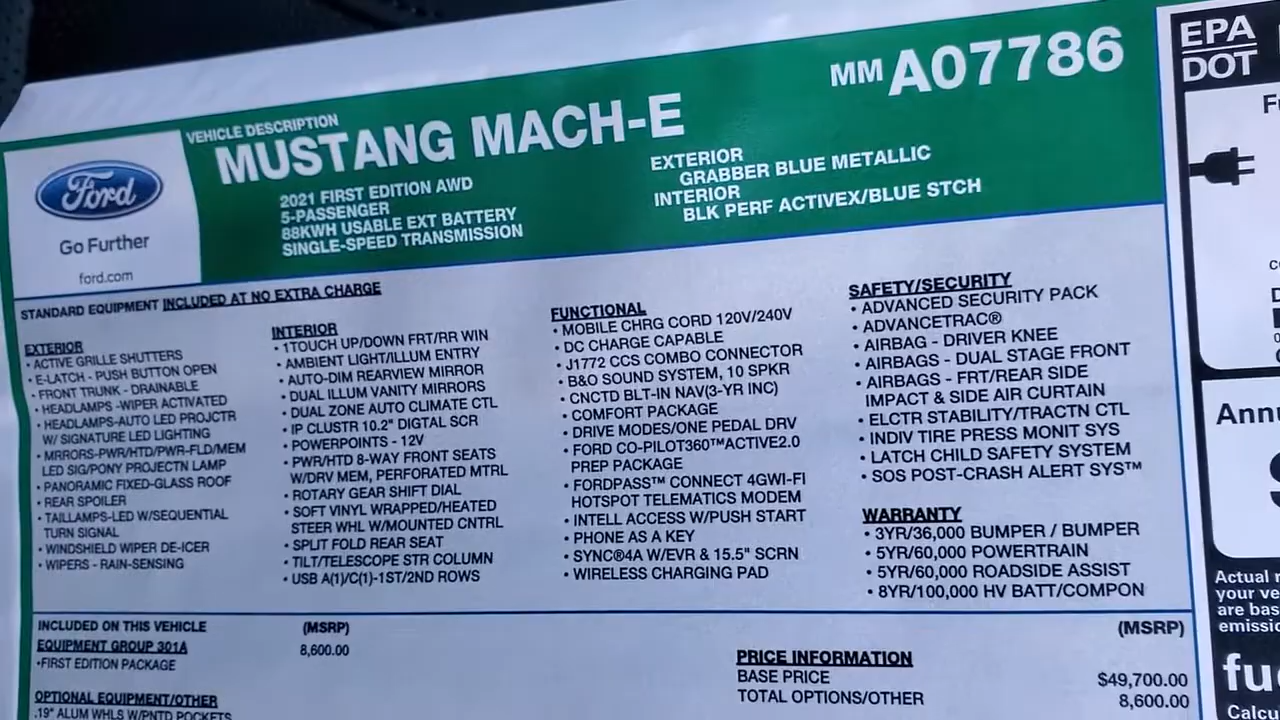 MM A07786
VEHICLE DESCRIPTION
MUSTANG MACH-E
2021 FIRST EDITION AWD
5-PASSENGER
88KWH USABLE EXT BATTERY
SINGLE-SPEED TRANSMISSION
EXTERIOR
GRABBER BLUE METALLIC
INTERIOR
BLK PERF ACTIVEX/BLUE STCH
Ford
Go Further
ford.com
STANDARD EQUIPMENT INCLUDED AT NO EXTRA CHARGE
EXTERIOR
• ACTIVE GRILLE SHUTTERS
• E-LATCH - PUSH BUTTON OPEN
• FRONT TRUNK - DRAINABLE
• HEADLAMPS -WIPER ACTIVATED
• HEADLAMPS-AUTO LED PROJCTR
W/ SIGNATURE LED LIGHTING
• MRRORS-PWR/HTD/PWR-FLD/MEM
LED SIG/PONY PROJECTN LAMP
• PANORAMIC FIXED-GLASS ROOF
• REAR SPOILER
• TAILLAMPS-LED W/SEQUENTIAL
TURN SIGNAL
• WINDSHIELD WIPER DE-ICER
• WIPERS - RAIN-SENSING
INTERIOR
• 1TOUCH UP/DOWN FRT/RR WIN
• AMBIENT LIGHT/ILLUM ENTRY
• AUTO-DIM REARVIEW MIRROR
• DUAL ILLUM VANITY MIRRORS
• DUAL ZONE AUTO CLIMATE CTL
• IP CLUSTR 10.2" DIGTAL SCR
• POWERPOINTS - 12V
• PWR/HTD 8-WAY FRONT SEATS
W/DRV MEM, PERFORATED MTRL
• ROTARY GEAR SHIFT DIAL
• SOFT VINYL WRAPPED/HEATED
STEER WHL W/MOUNTED CNTRL
• SPLIT FOLD REAR SEAT
• TILT/TELESCOPE STR COLUMN
• USB A(1)/C(1)-1ST/2ND ROWS
FUNCTIONAL
• MOBILE CHRG CORD 120V/240V
• DC CHARGE CAPABLE
• J1772 CCS COMBO CONNECTOR
• B&O SOUND SYSTEM, 10 SPKR
• CNCTD BLT-IN NAV(3-YR INC)
• COMFORT PACKAGE
• DRIVE MODES/ONE PEDAL DRV
• FORD CO-PILOT360™ACTIVE2.0
PREP PACKAGE
• FORDPASS™ CONNECT 4GWI-FI
HOTSPOT TELEMATICS MODEM
• INTELL ACCESS W/PUSH START
• PHONE AS A KEY
• SYNC®4A W/EVR & 15.5" SCRN
• WIRELESS CHARGING PAD
SAFETY/SECURITY
• ADVANCED SECURITY PACK
• ADVANCETRAC®
• AIRBAG - DRIVER KNEE
• AIRBAGS - DUAL STAGE FRONT
• AIRBAGS - FRT/REAR SIDE
IMPACT & SIDE AIR CURTAIN
• ELCTR STABILITY/TRACTN CTL
• INDIV TIRE PRESS MONIT SYS
• LATCH CHILD SAFETY SYSTEM
• SOS POST-CRASH ALERT SYS™
WARRANTY
• 3YR/36,000 BUMPER / BUMPER
• 5YR/60,000 POWERTRAIN
• 5YR/60,000 ROADSIDE ASSIST
• 8YR/100,000 HV BATT/COMPON
INCLUDED ON THIS VEHICLE (MSRP)
EQUIPMENT GROUP 301A 8,600.00
•FIRST EDITION PACKAGE
OPTIONAL EQUIPMENT/OTHER
.19" ALUM WHLS W/PNTD POCKETS
(MSRP)
PRICE INFORMATION
BASE PRICE $49,700.00
TOTAL OPTIONS/OTHER 8,600.00
EPA
DOT
Annu
Actual r
your ve
are bas
emissio
fu
Calcu